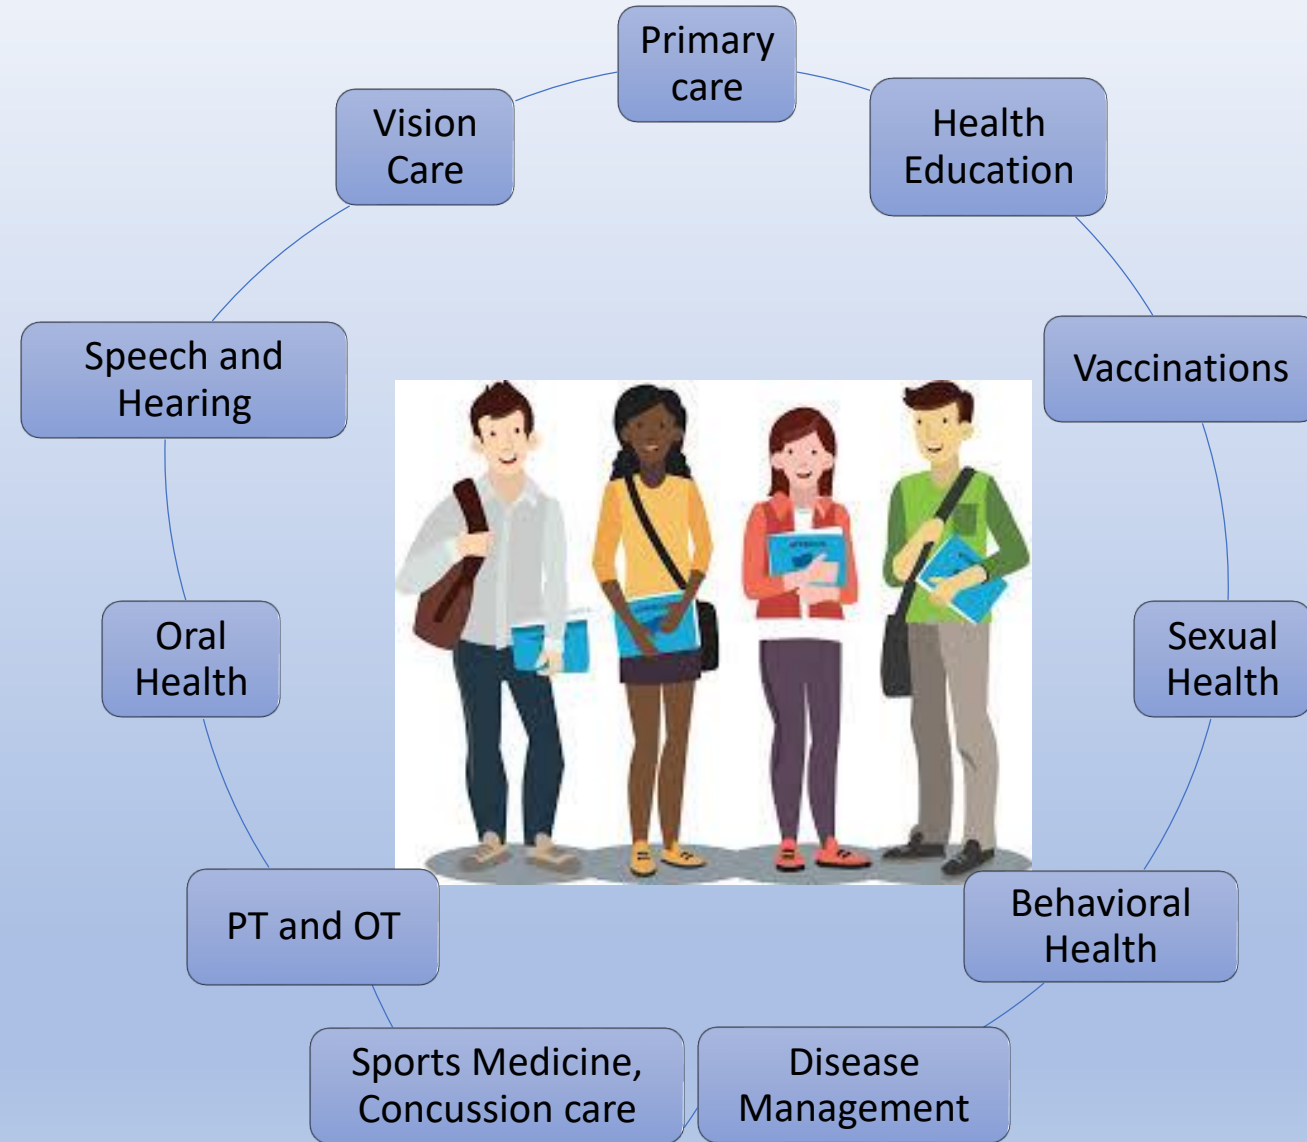 Primary
care
Health
Education
Vaccinations
Sexual
Health
Behavioral
Health
Disease
Management
Sports Medicine,
Concussion care
PT and OT
Oral
Health
Speech and
Hearing
Vision
Care